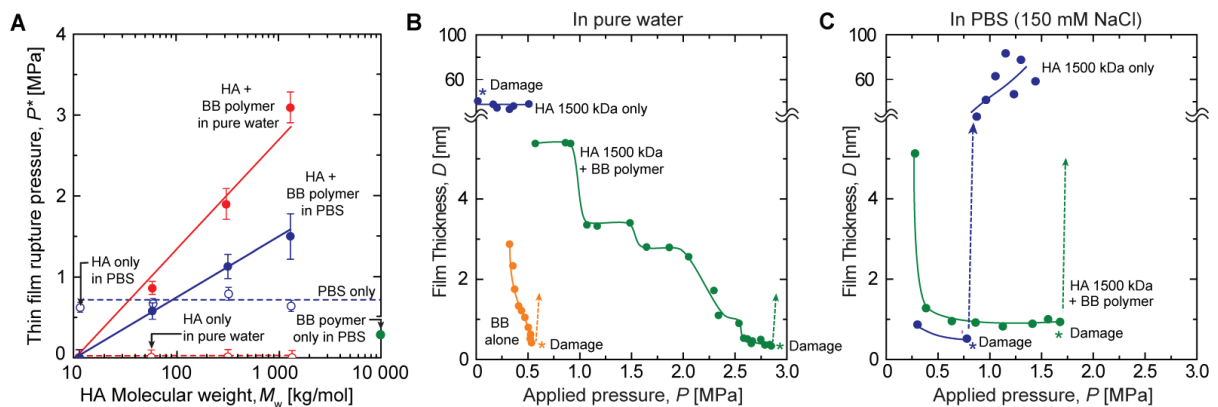 A
Thin film rupture pressure, P* [MPa]
4
3
2
1
0
10
100
1000
10 000
HA Molecular weight, Mw [kg/mol]
HA +
BB polymer
in pure water
HA +
BB polymer
in PBS
HA only
in PBS
PBS only
HA only
in pure water
BB poymer
only in PBS
B
In pure water
Film Thickness, D [nm]
60
40
4
2
0
0
0.5
1.0
1.5
2.0
2.5
3.0
Applied pressure, P [MPa]
* Damage
HA 1500 kDa only
HA 1500 kDa
+ BB polymer
BB
alone
* Damage
* Damage
C
In PBS (150 mM NaCl)
Film Thickness, D [nm]
60
40
4
2
0
0.0
0.5
1.0
1.5
2.0
2.5
3.0
Applied pressure, P [MPa]
HA 1500 kDa only
HA 1500 kDa
+ BB polymer
* Damage
* Damage